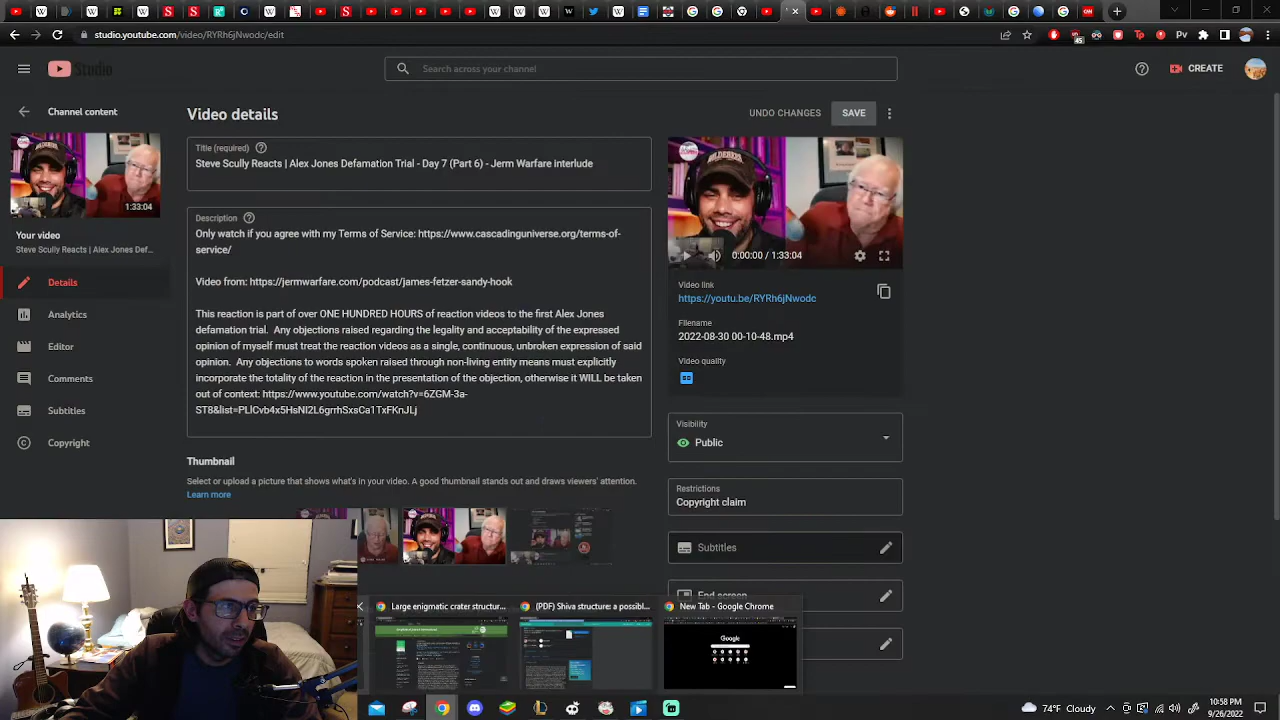 45
studio.youtube.com/video/RYRh6jNwodc/edit
Studio
Search across your channel
CREATE
Channel content
Video details
UNDO CHANGES
SAVE
1:33:04
Your video
Steve Scully Reacts | Alex Jones Def...
Details
Analytics
Editor
Comments
Subtitles
Copyright
Title (required)
Steve Scully Reacts | Alex Jones Defamation Trial - Day 7 (Part 6) - Jerm Warfare interlude
Description
Only watch if you agree with my Terms of Service: https://www.cascadinguniverse.org/terms-of-
service/
Video from: https://jermwarfare.com/podcast/james-fetzer-sandy-hook
This reaction is part of over ONE HUNDRED HOURS of reaction videos to the first Alex Jones
defamation trial. Any objections raised regarding the legality and acceptability of the expressed
opinion of myself must treat the reaction videos as a single, continuous, unbroken expression of said
opinion. Any objections to words spoken raised through non-living entity means must explicitly
incorporate the totality of the reaction in the presentation of the objection, otherwise it WILL be taken
out of context: https://www.youtube.com/watch?v=6ZGM-3a-
ST8&list=PLlCvb4x5HsNI2L6grrhSxsCa1TxFKnJLj
Thumbnail
Select or upload a picture that shows what's in your video. A good thumbnail stands out and draws viewers' attention.
Learn more
0:00:00 / 1:33:04
Video link
https://youtu.be/RYRh6jNwodc
Filename
2022-08-30 00-10-48.mp4
Video quality
Visibility
Public
Restrictions
Copyright claim
Subtitles
End screen
Large enigmatic crater structur...
(PDF) Shiva structure: a possibl...
New Tab - Google Chrome
Google
72°F Cloudy
10:58 PM
9/26/2022